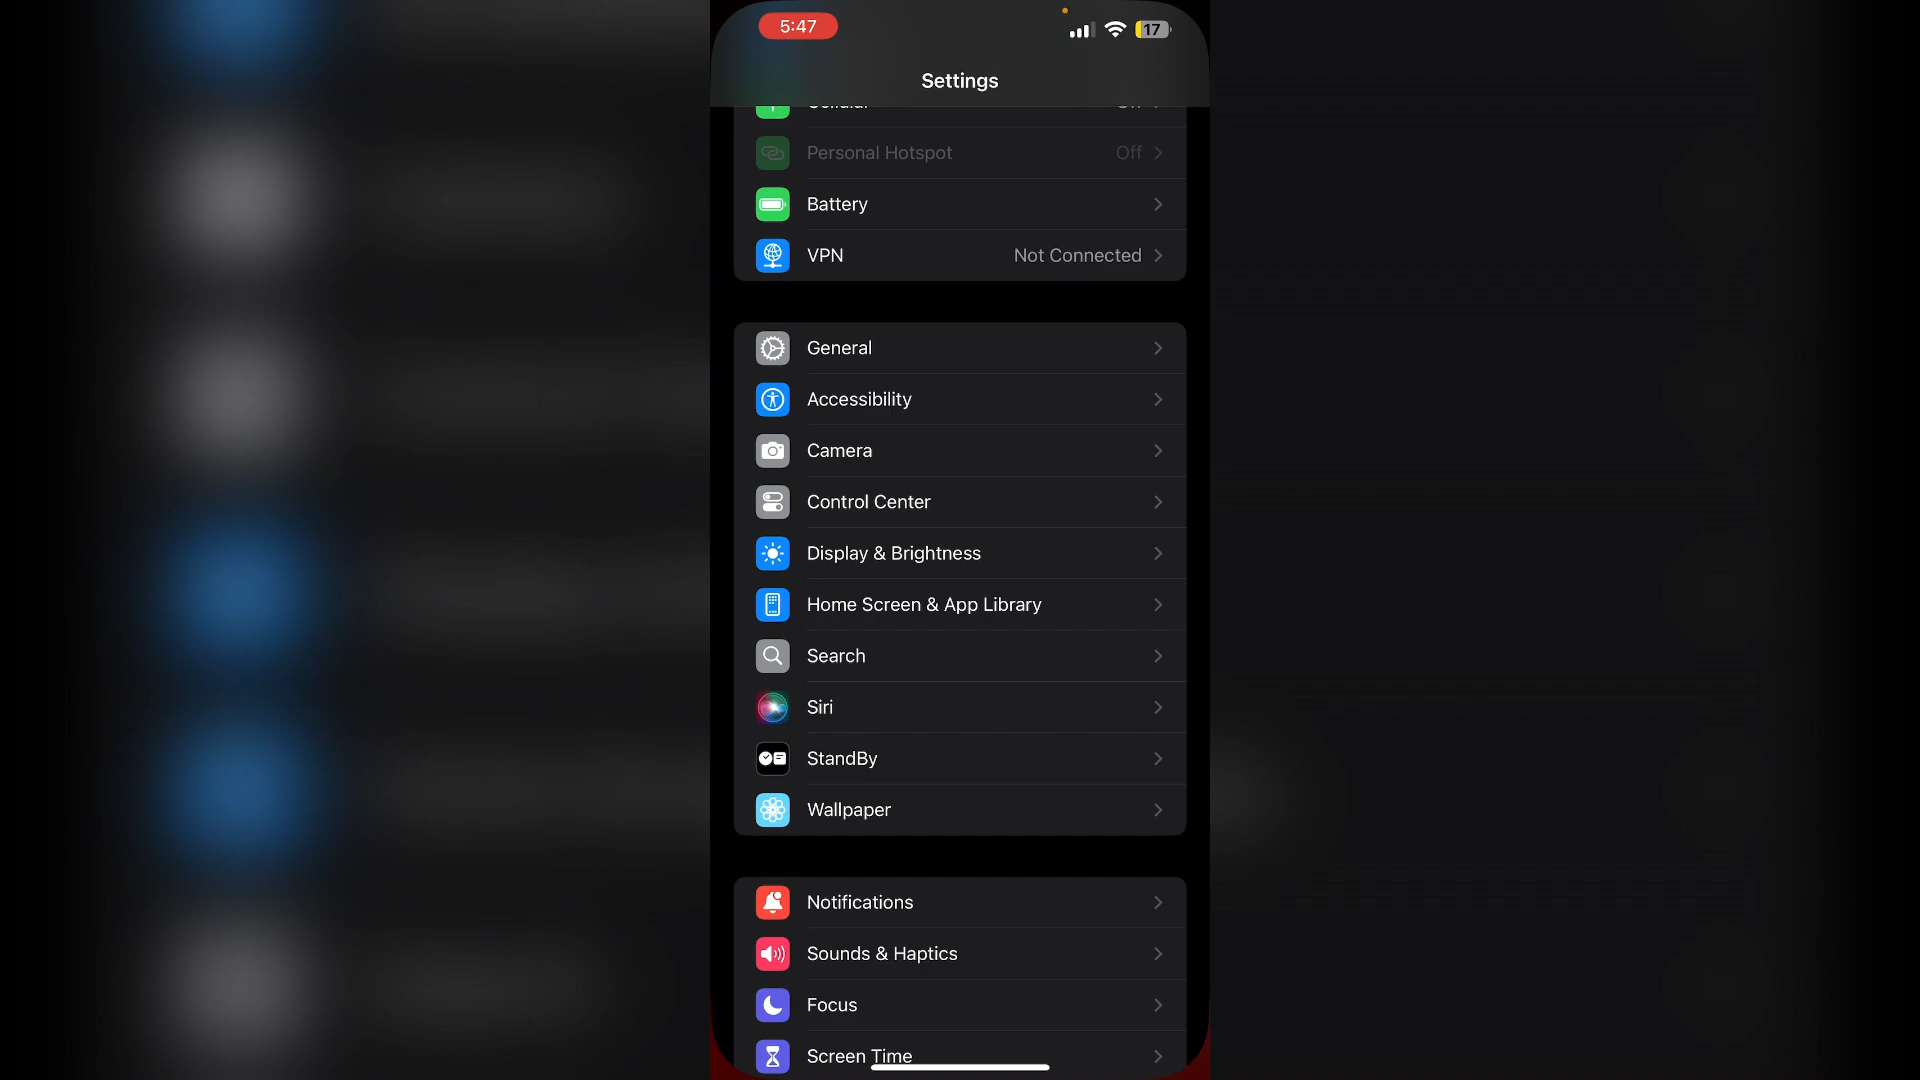 5:47
17
Settings
Personal Hotspot Off
Battery
VPN Not Connected
General
Accessibility
Camera
Control Center
Display & Brightness
Home Screen & App Library
Search
Siri
StandBy
Wallpaper
Notifications
Sounds & Haptics
Focus
Screen Time